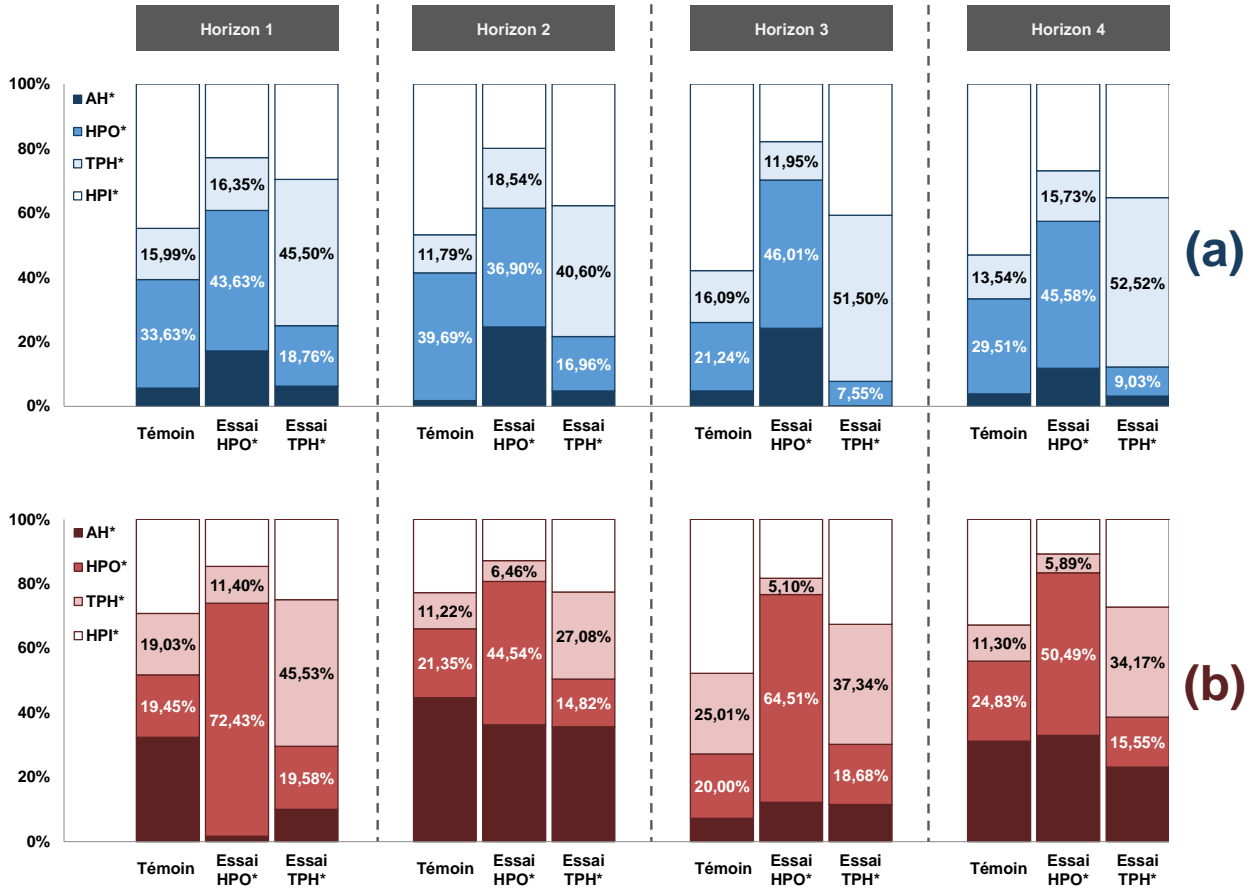 Horizon 1
Horizon 2
Horizon 3
Horizon 4
100%
80%
60%
40%
20%
0%
AH*
HPO*
TPH*
HPI*
15,99%
33,63%
16,35%
43,63%
45,50%
18,76%
11,79%
39,69%
18,54%
36,90%
40,60%
16,96%
16,09%
21,24%
11,95%
46,01%
51,50%
7,55%
13,54%
29,51%
15,73%
45,58%
52,52%
9,03%
(a)
Témoin
Essai
HPO*
Essai
TPH*
Témoin
Essai
HPO*
Essai
TPH*
Témoin
Essai
HPO*
Essai
TPH*
Témoin
Essai
HPO*
Essai
TPH*
100%
80%
60%
40%
20%
0%
AH*
HPO*
TPH*
HPI*
19,03%
19,45%
11,40%
72,43%
45,53%
19,58%
11,22%
21,35%
6,46%
44,54%
27,08%
14,82%
25,01%
20,00%
5,10%
64,51%
37,34%
18,68%
11,30%
24,83%
5,89%
50,49%
34,17%
15,55%
(b)
Témoin
Essai
HPO*
Essai
TPH*
Témoin
Essai
HPO*
Essai
TPH*
Témoin
Essai
HPO*
Essai
TPH*
Témoin
Essai
HPO*
Essai
TPH*